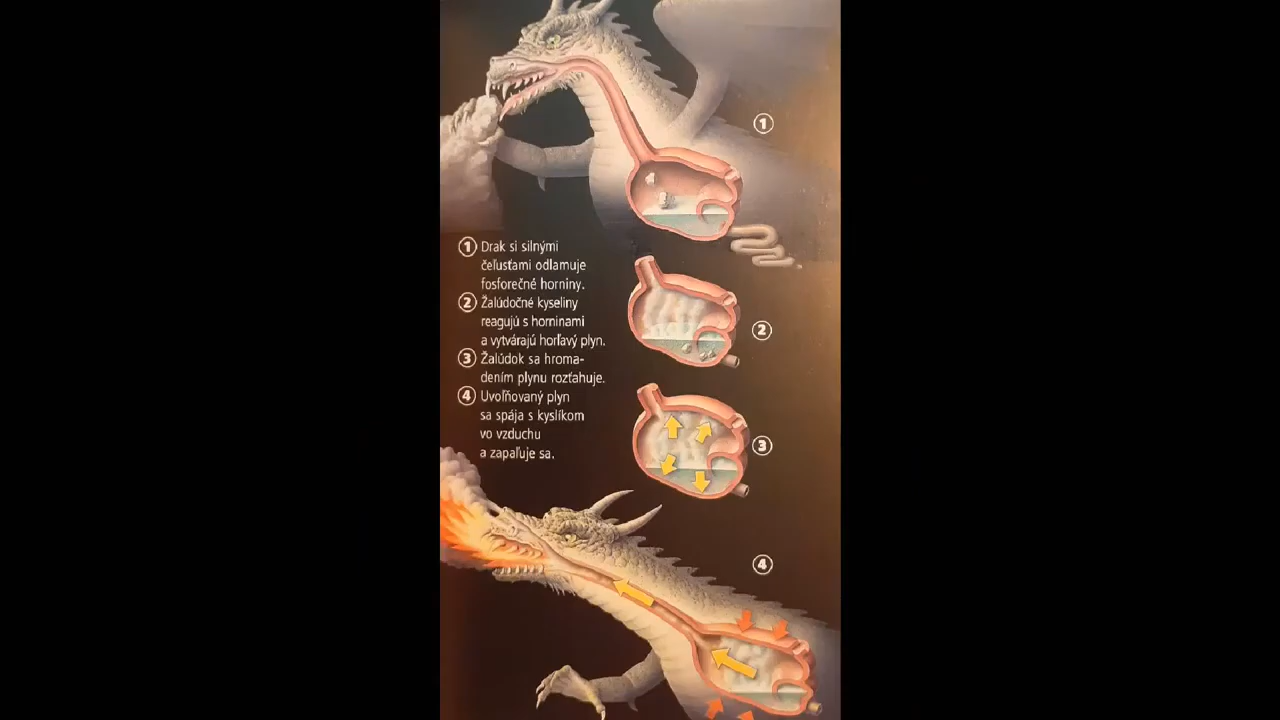 1
1 Drak si silnými
čeľusťami odlamuje
fosforečné horniny.
2 Žalúdočné kyseliny
reagujú s horninami
a vytvárajú horľavý plyn.
3 Žalúdok sa hroma-
dením plynu rozťahuje.
4 Uvoľňovaný plyn
sa spája s kyslíkom
vo vzduchu
a zapaľuje sa.
2
3
4